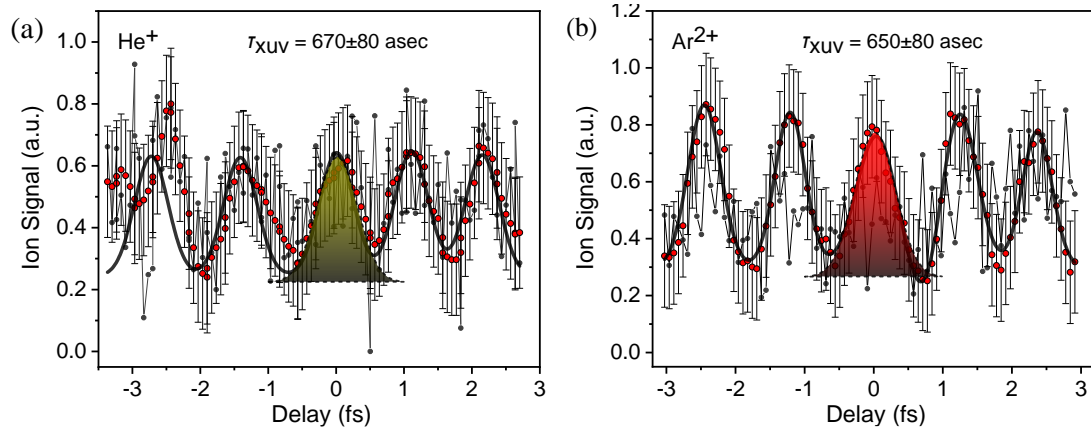 (a)
He+
τxuv = 670±80 asec
Ion Signal (a.u.)
1.0
0.8
0.6
0.4
0.2
0.0
-3 -2 -1 0 1 2 3
Delay (fs)
(b)
Ar2+
τxuv = 650±80 asec
Ion Signal (a.u.)
1.2
1.0
0.8
0.6
0.4
0.2
0.0
-3 -2 -1 0 1 2 3
Delay (fs)